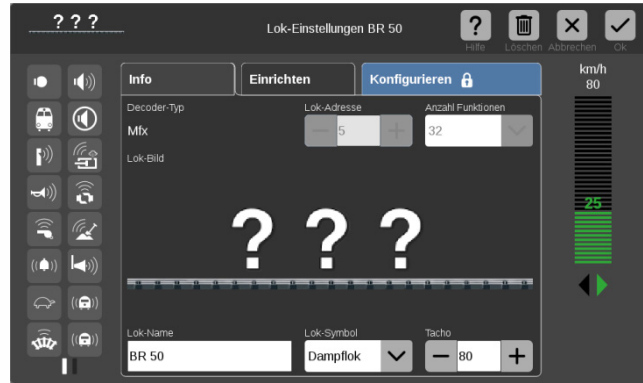 ? ? ?
Lok-Einstellungen BR 50
?
Hilfe
Löschen
Abbrechen
Ok
Info
Einrichten
Konfigurieren
km/h
80
Decoder-Typ
Lok-Adresse
Anzahl Funktionen
Mfx
5
32
Lok-Bild
? ? ?
25
Lok-Name
Lok-Symbol
Tacho
BR 50
Dampflok
80